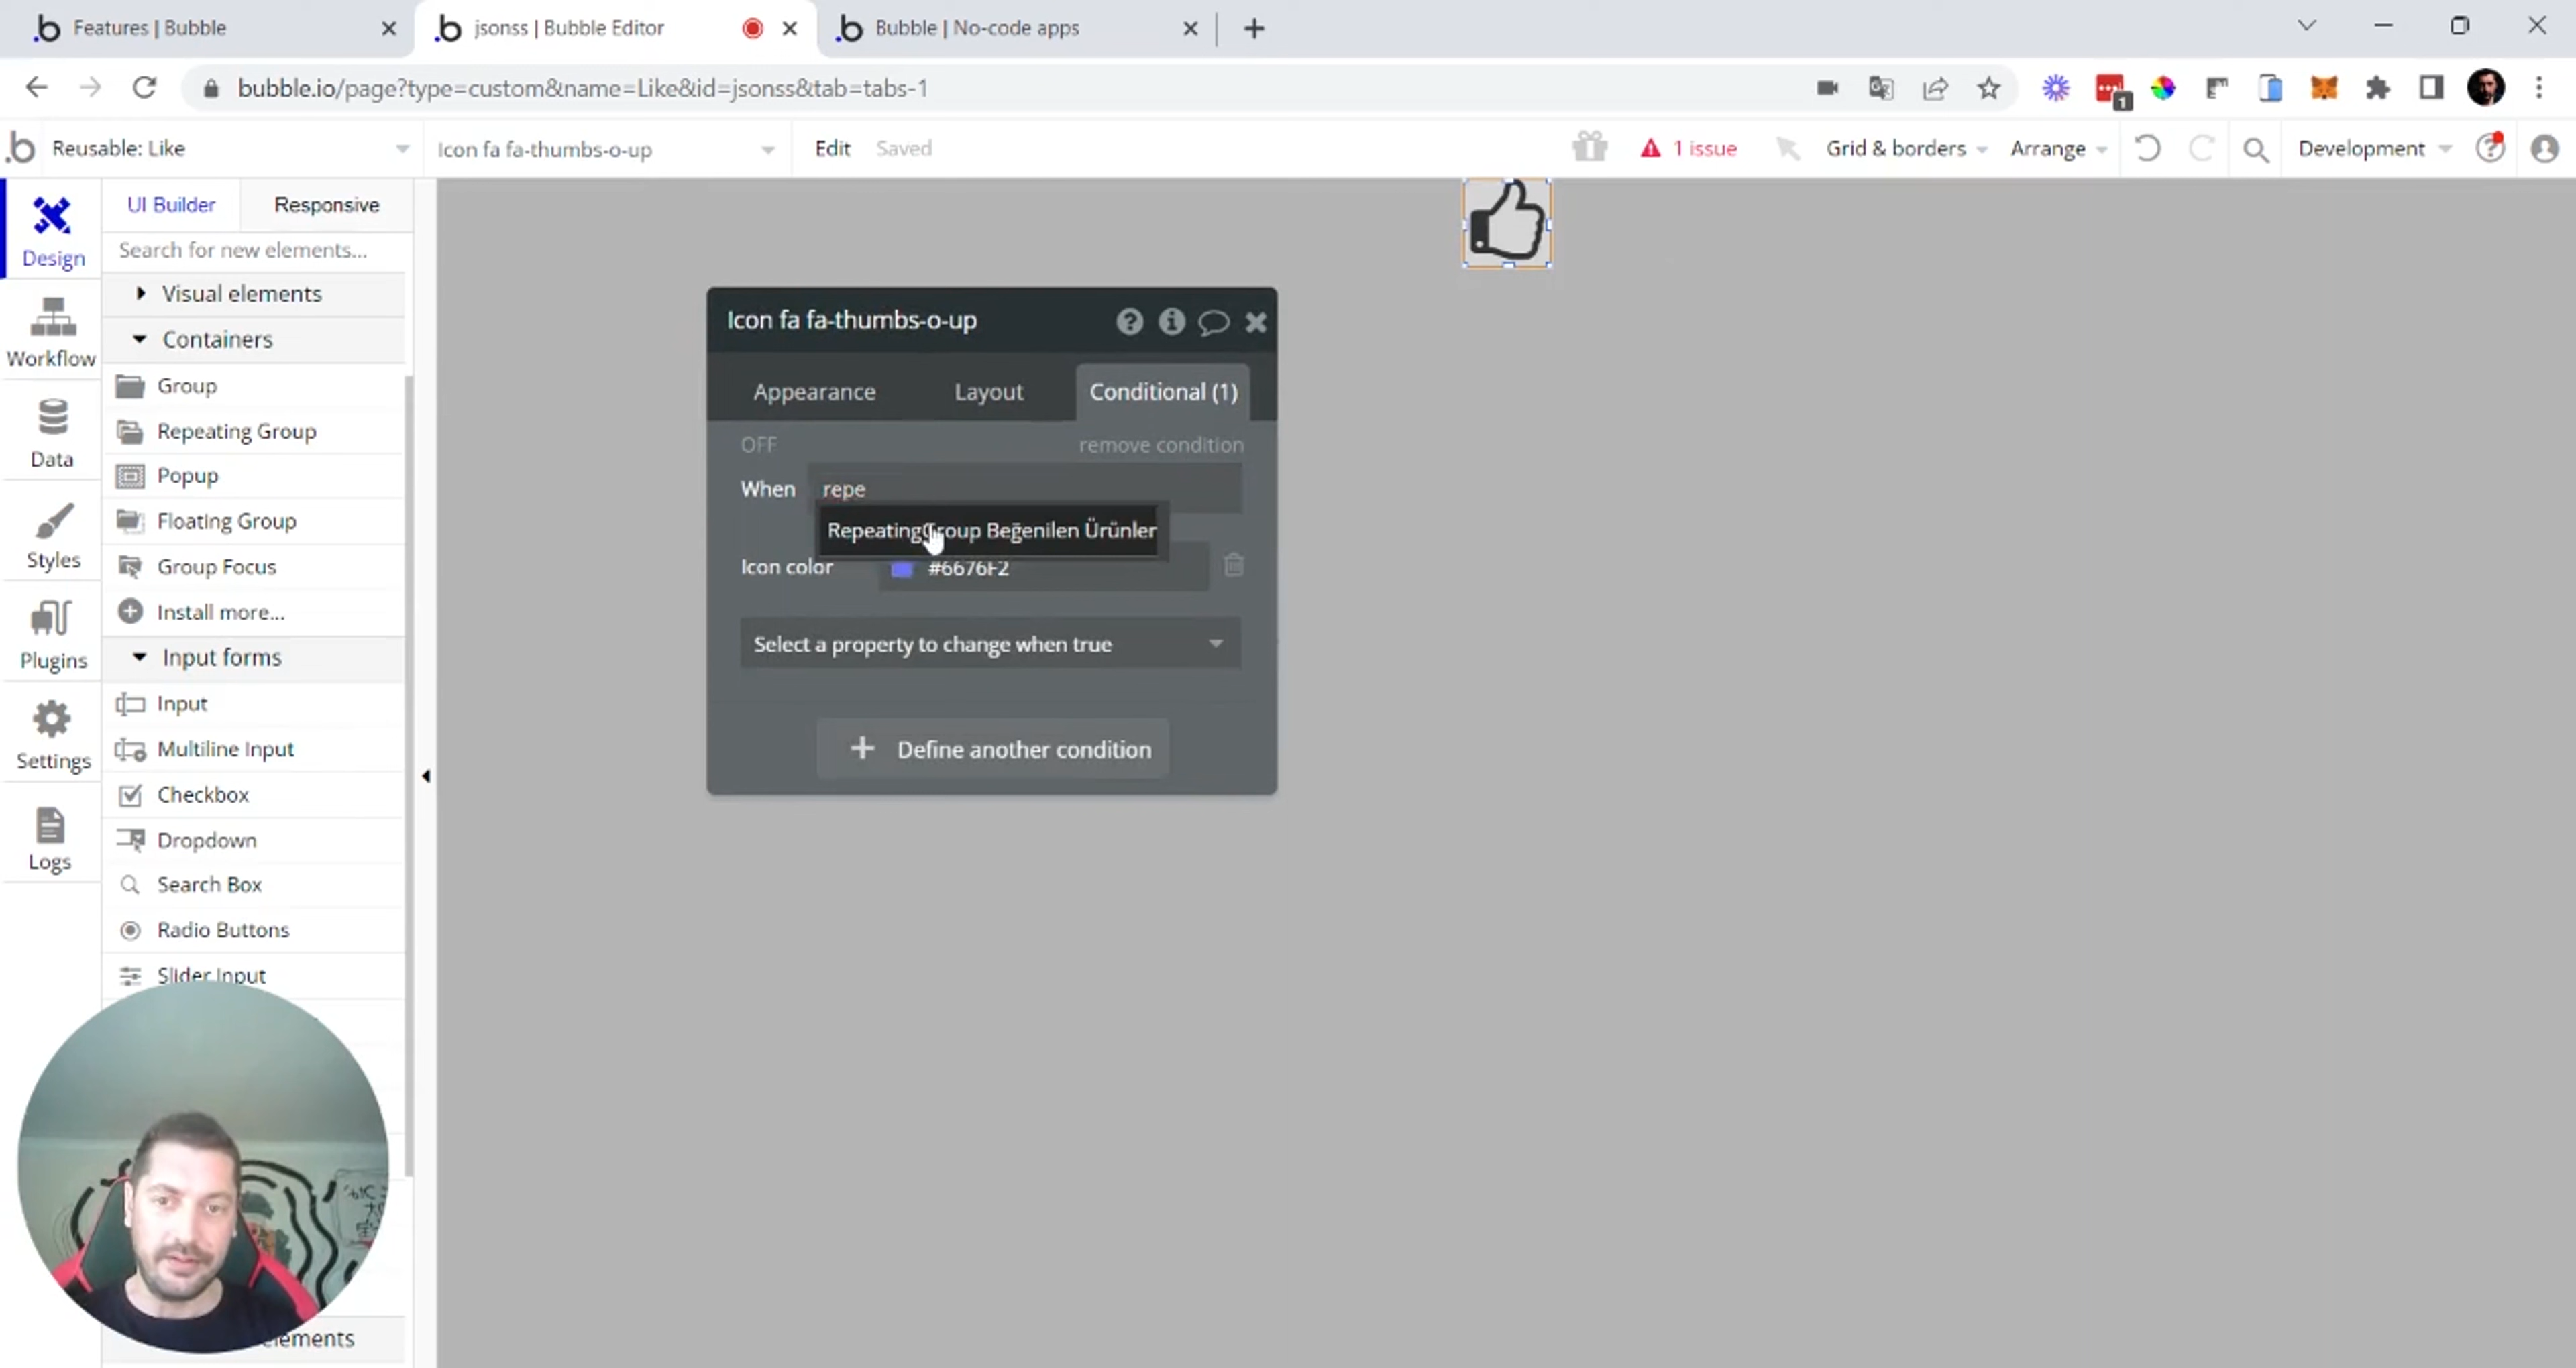 Features | Bubble
jsonss | Bubble Editor
Bubble | No-code apps
bubble.io/page?type=custom&name=Like&id=jsonss&tab=tabs-1
1
Reusable: Like
Icon fa fa-thumbs-o-up
Edit
Saved
1 issue
Grid & borders
Arrange
Development
Design
Workflow
Data
Styles
Plugins
Settings
Logs
UI Builder
Responsive
Search for new elements...
Visual elements
Containers
Group
Repeating Group
Popup
Floating Group
Group Focus
Install more...
Input forms
Input
Multiline Input
Checkbox
Dropdown
Search Box
Radio Buttons
Slider Input
Icon fa fa-thumbs-o-up
Appearance
Layout
Conditional (1)
OFF
remove condition
When
repe
RepeatingGroup Beğenilen Ürünler
Icon color
#6676F2
Select a property to change when true
Define another condition